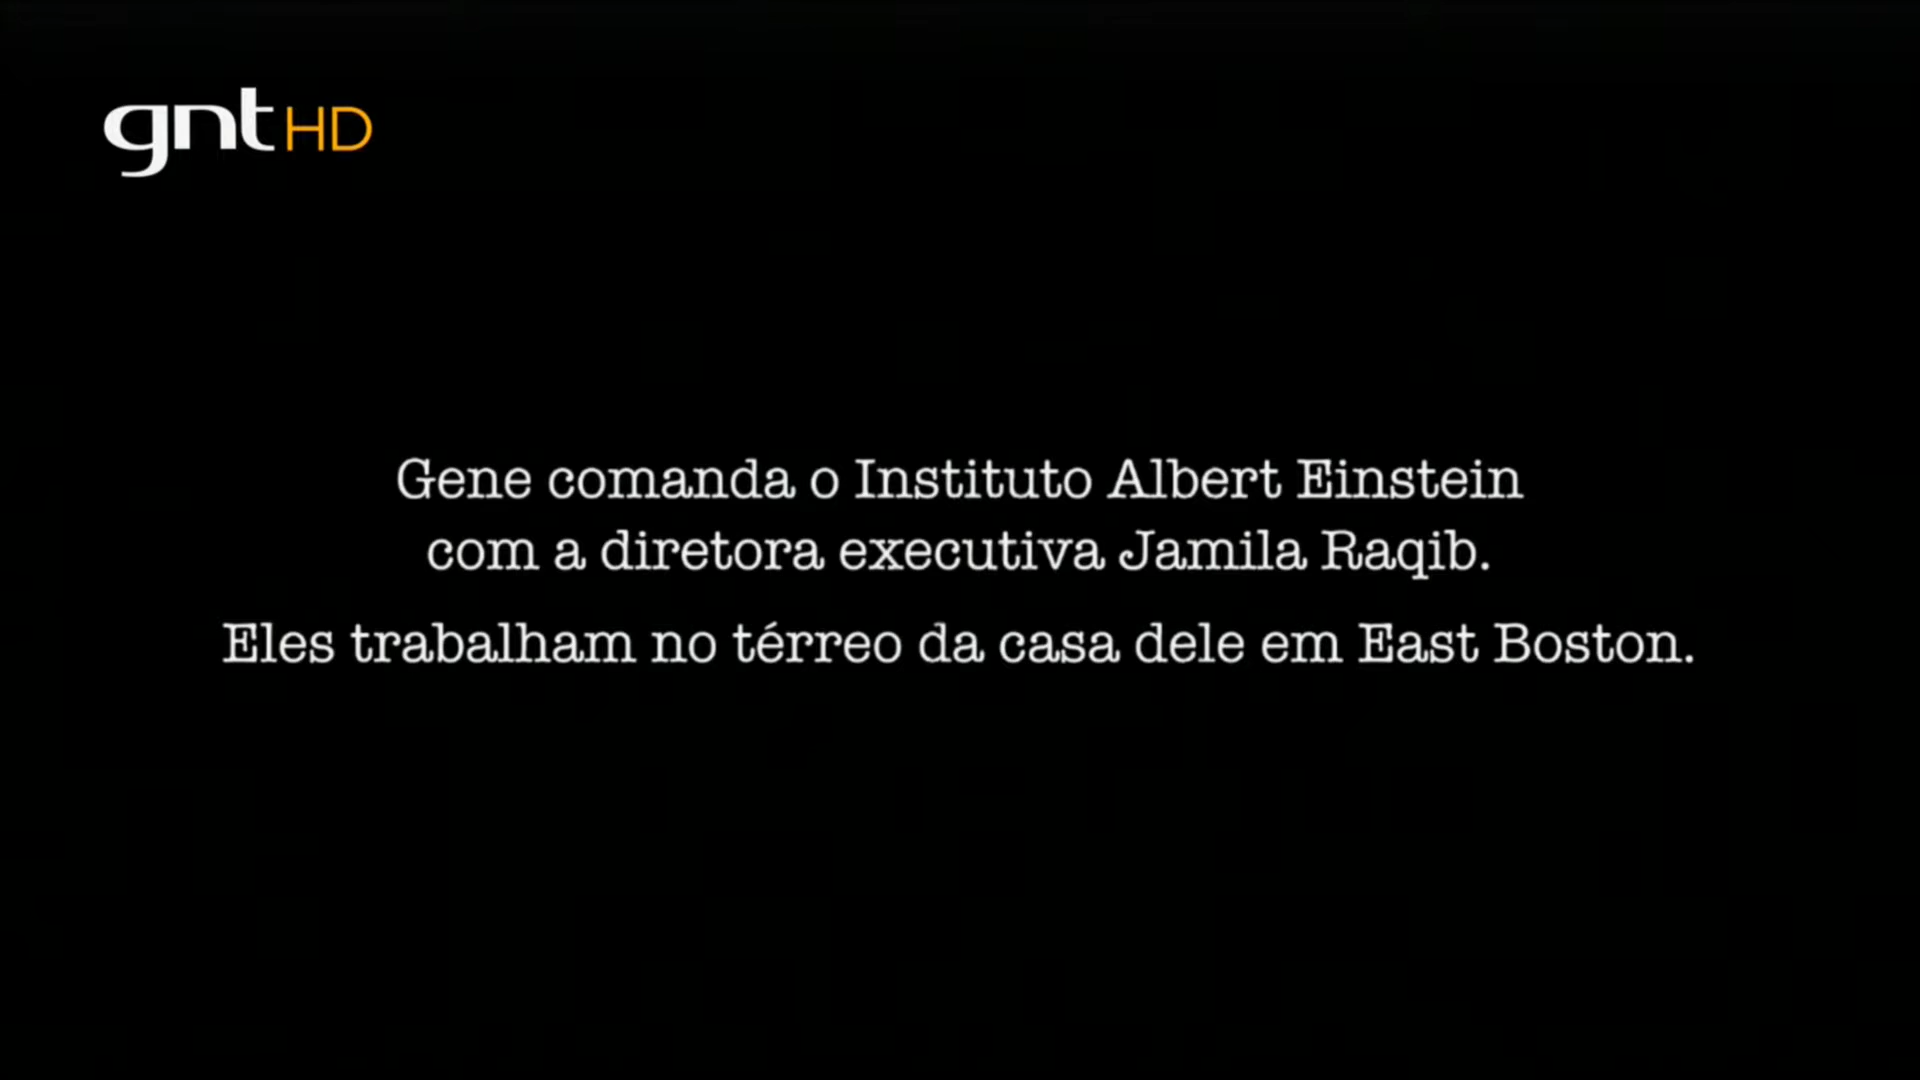 gnt HD
Gene comanda o Instituto Albert Einstein
com a diretora executiva Jamila Raqib.
Eles trabalham no térreo da casa dele em East Boston.